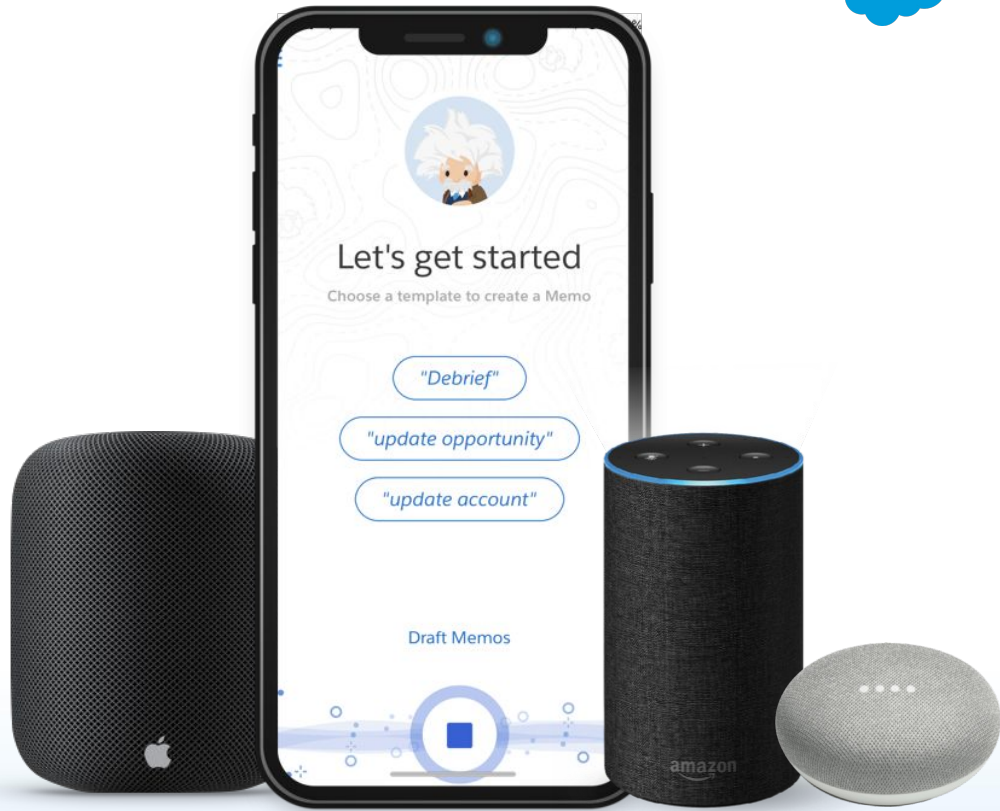 Let's get started
Choose a template to create a Memo
"Debrief"
"update opportunity"
"update account"
Draft Memos
amazon